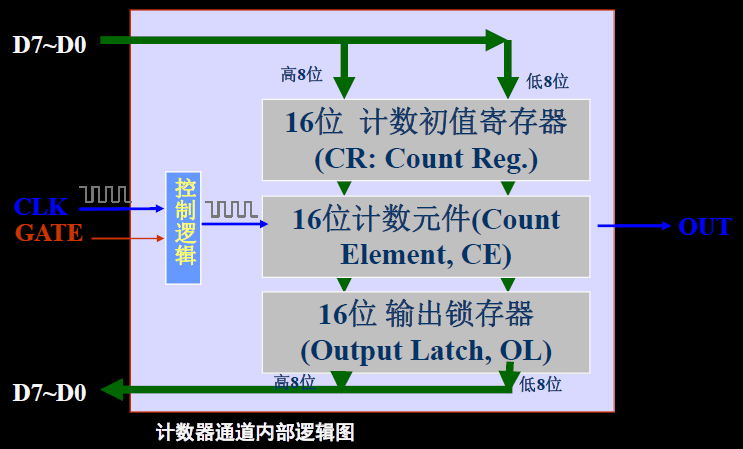 D7~D0
高8位
低8位
16位 计数初值寄存器
(CR: Count Reg.)
CLK
GATE
控制逻辑
16位计数元件(Count
Element, CE)
OUT
16位 输出锁存器
(Output Latch, OL)
高8位
低8位
D7~D0
计数器通道内部逻辑图